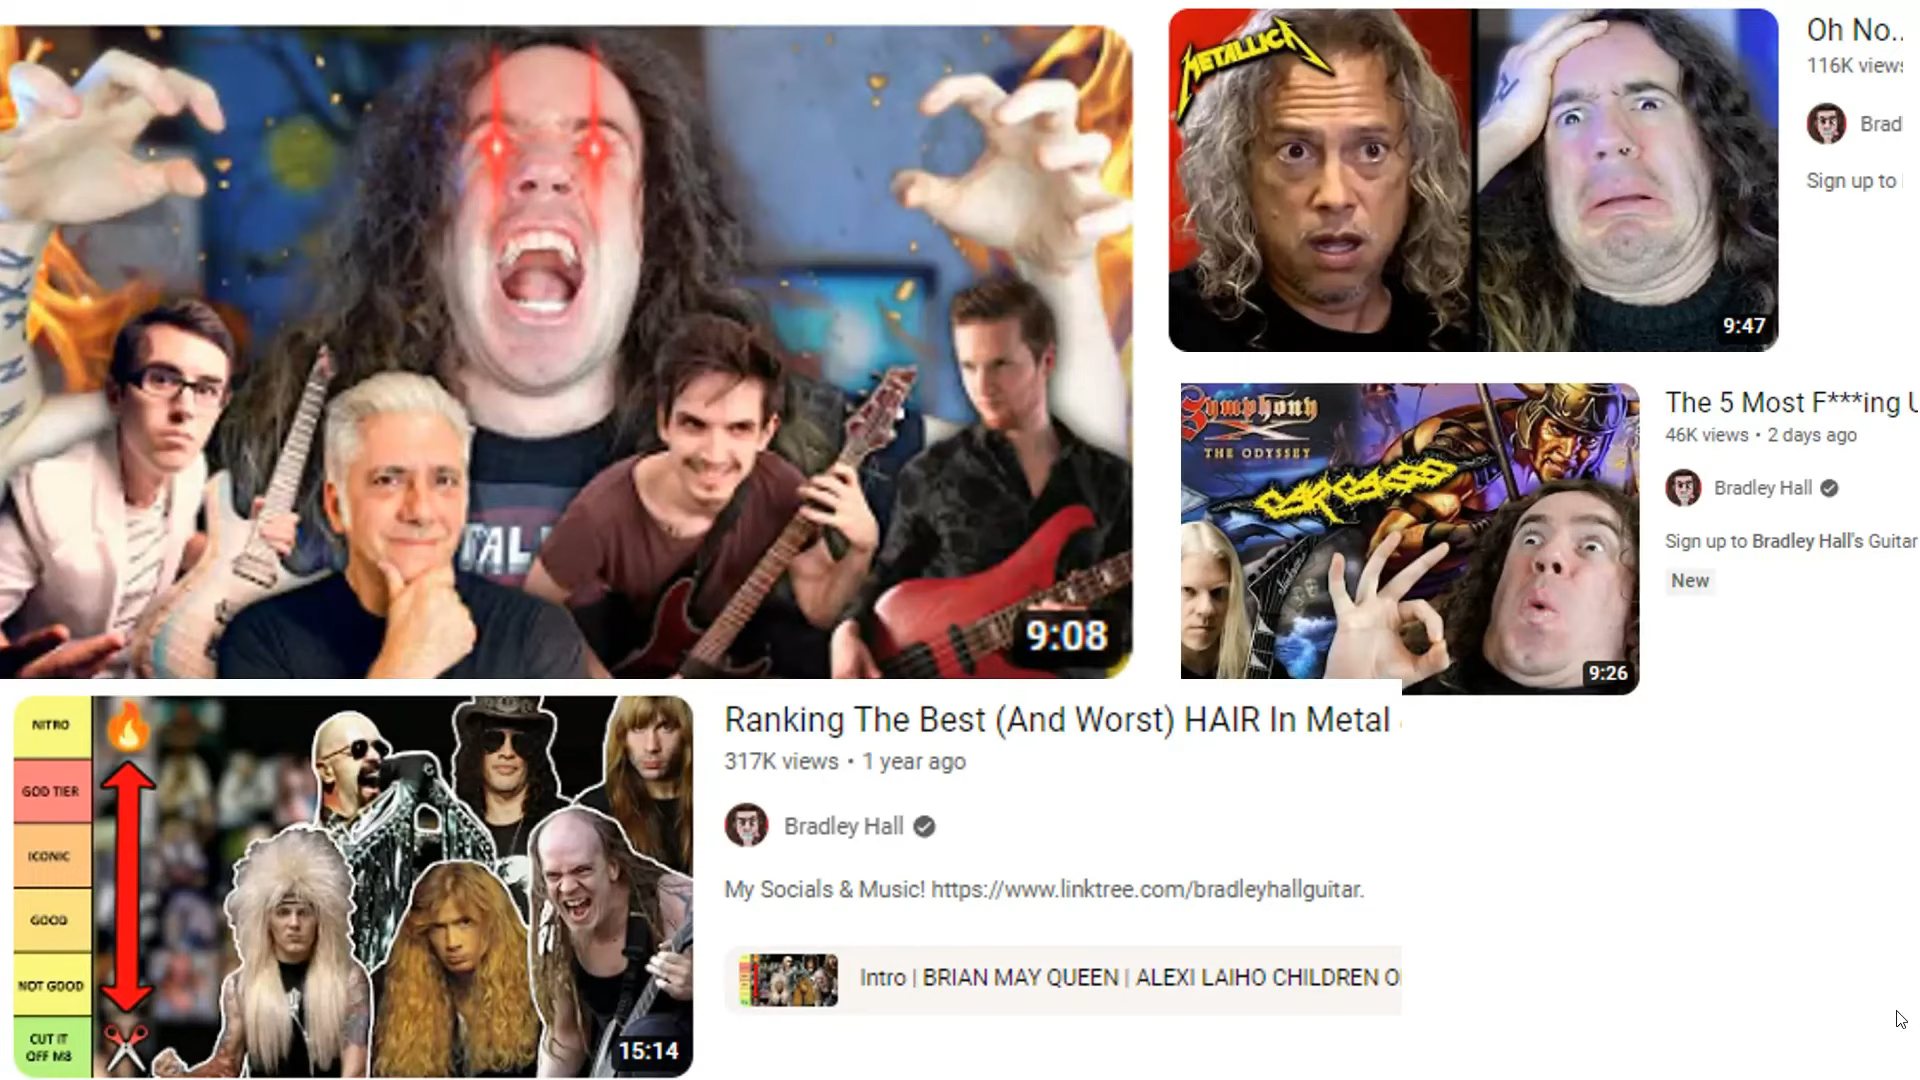 TAL
9:08
METALLICA
9:47
Oh No..
116K views
Brad
Sign up to
Symphony X
THE ODYSSEY
CARCASS
Jackson
9:26
The 5 Most F***ing U
46K views • 2 days ago
Bradley Hall
Sign up to Bradley Hall's Guitar
New
NITRO
GOD TIER
ICONIC
GOOD
NOT GOOD
CUT IT
OFF M8
15:14
Ranking The Best (And Worst) HAIR In Metal
317K views • 1 year ago
Bradley Hall
My Socials & Music! https://www.linktree.com/bradleyhallguitar.
Intro | BRIAN MAY QUEEN | ALEXI LAIHO CHILDREN O